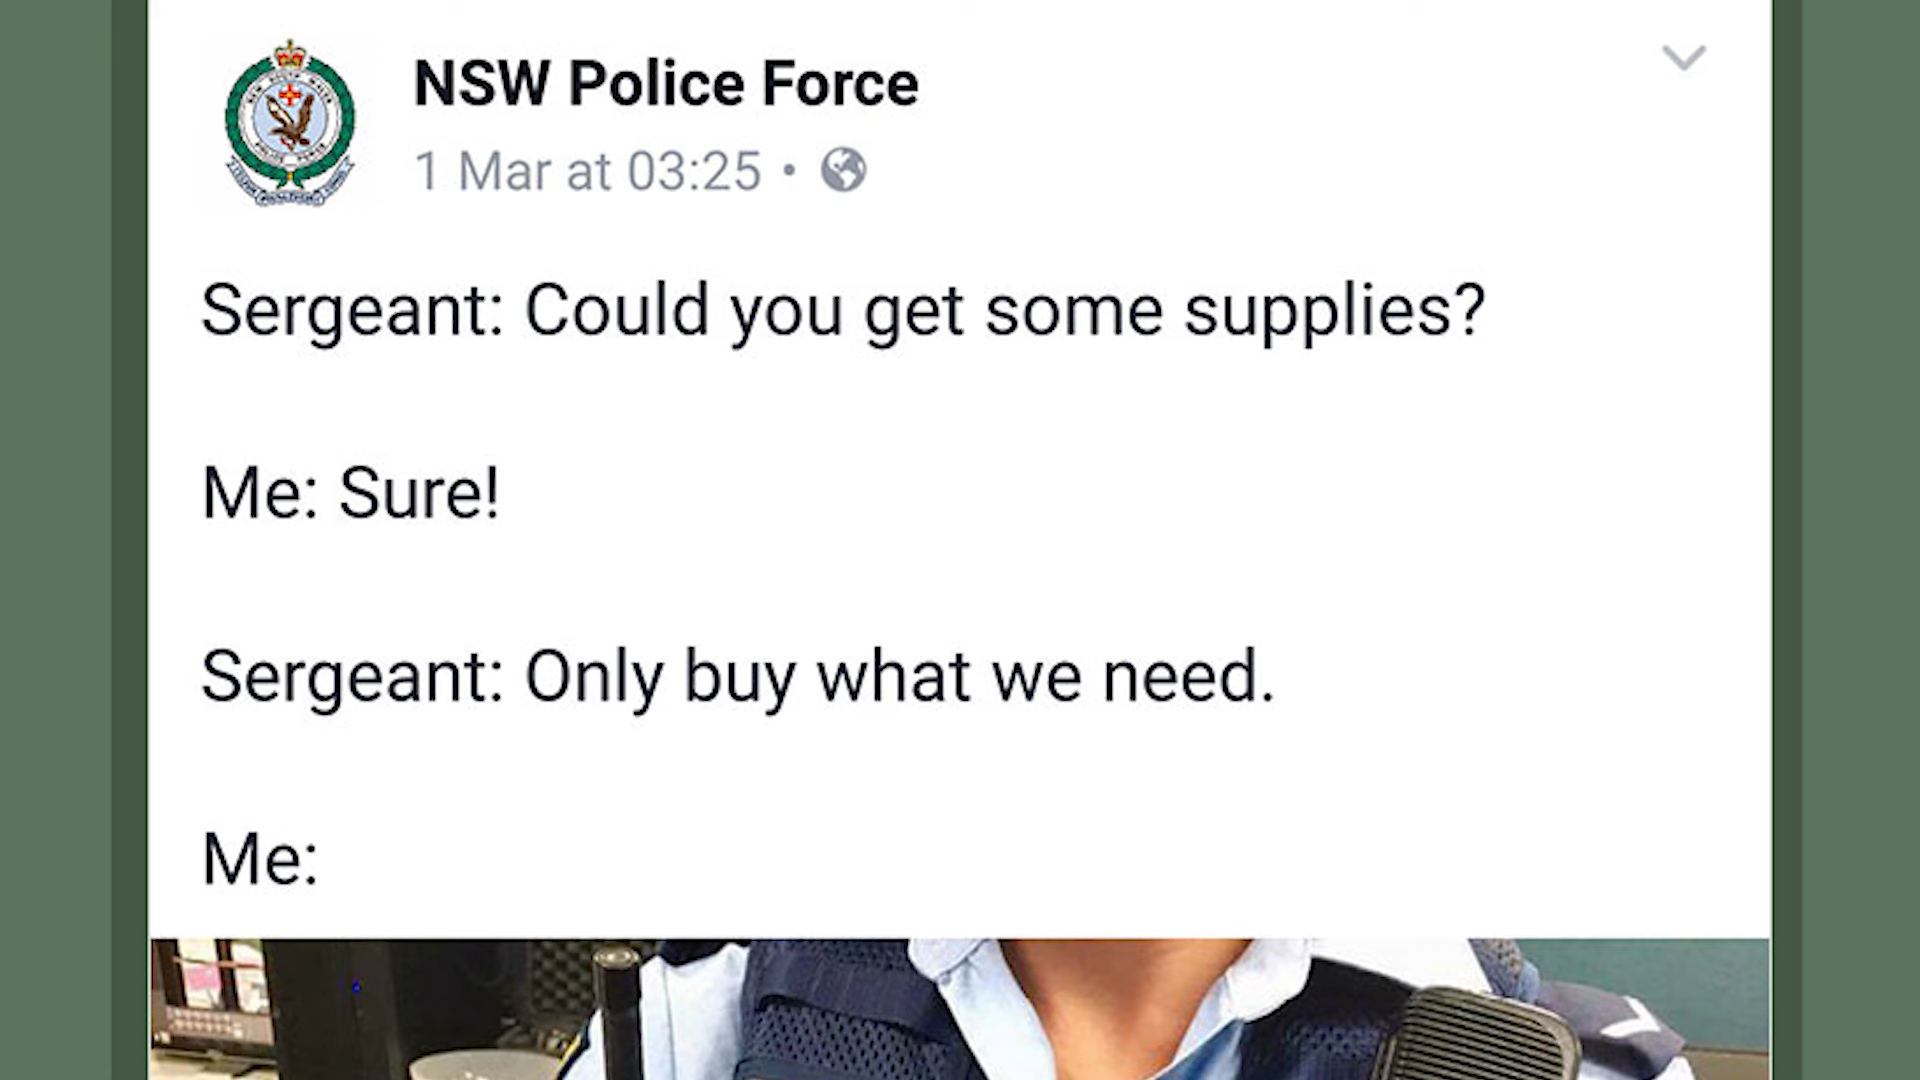 NSW Police Force
1 Mar at 03:25 •
Sergeant: Could you get some supplies?
Me: Sure!
Sergeant: Only buy what we need.
Me: